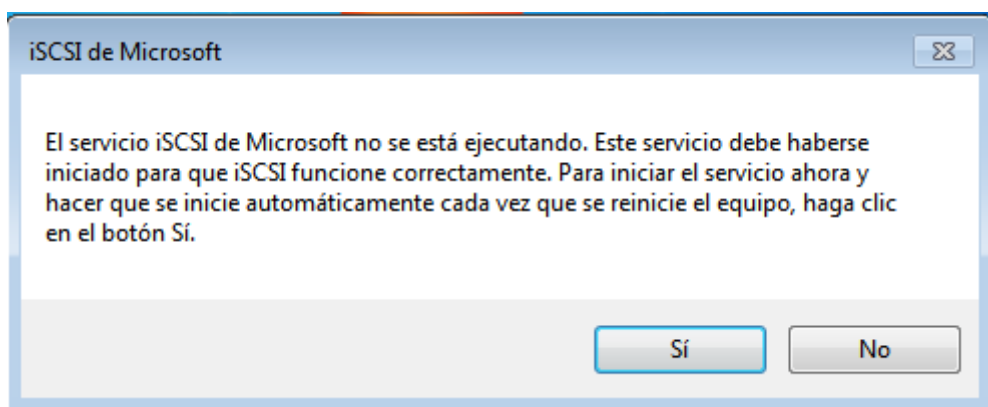 iSCSI de Microsoft
El servicio iSCSI de Microsoft no se está ejecutando. Este servicio debe haberse
iniciado para que iSCSI funcione correctamente. Para iniciar el servicio ahora y
hacer que se inicie automáticamente cada vez que se reinicie el equipo, haga clic
en el botón Sí.
Sí
No